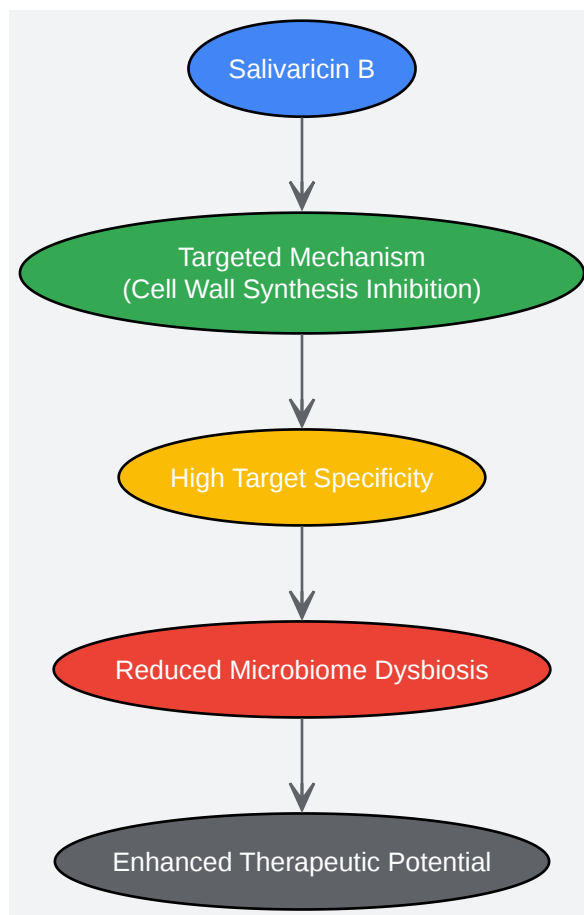 Salivaricin B
Targeted Mechanism
(Cell Wall Synthesis Inhibition)
High Target Specificity
Reduced Microbiome Dysbiosis
Enhanced Therapeutic Potential